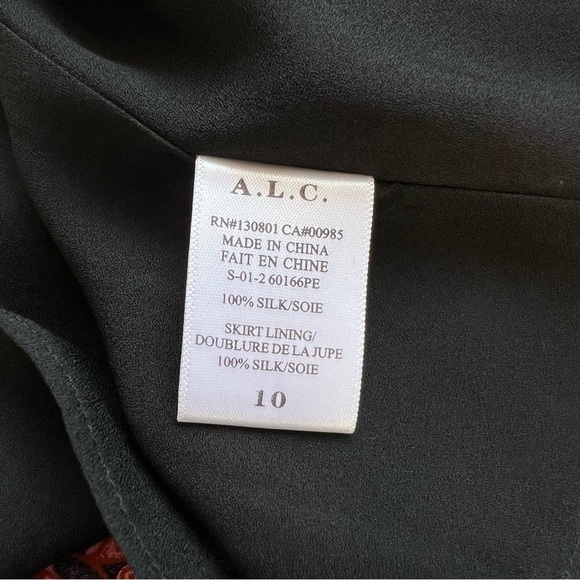 A.L.C.
RN#130801 CA#00985
MADE IN CHINA
FAIT EN CHINE
S-01-2 60166PE
100% SILK/SOIE
SKIRT LINING/
DOUBLURE DE LA JUPE
100% SILK/SOIE
10